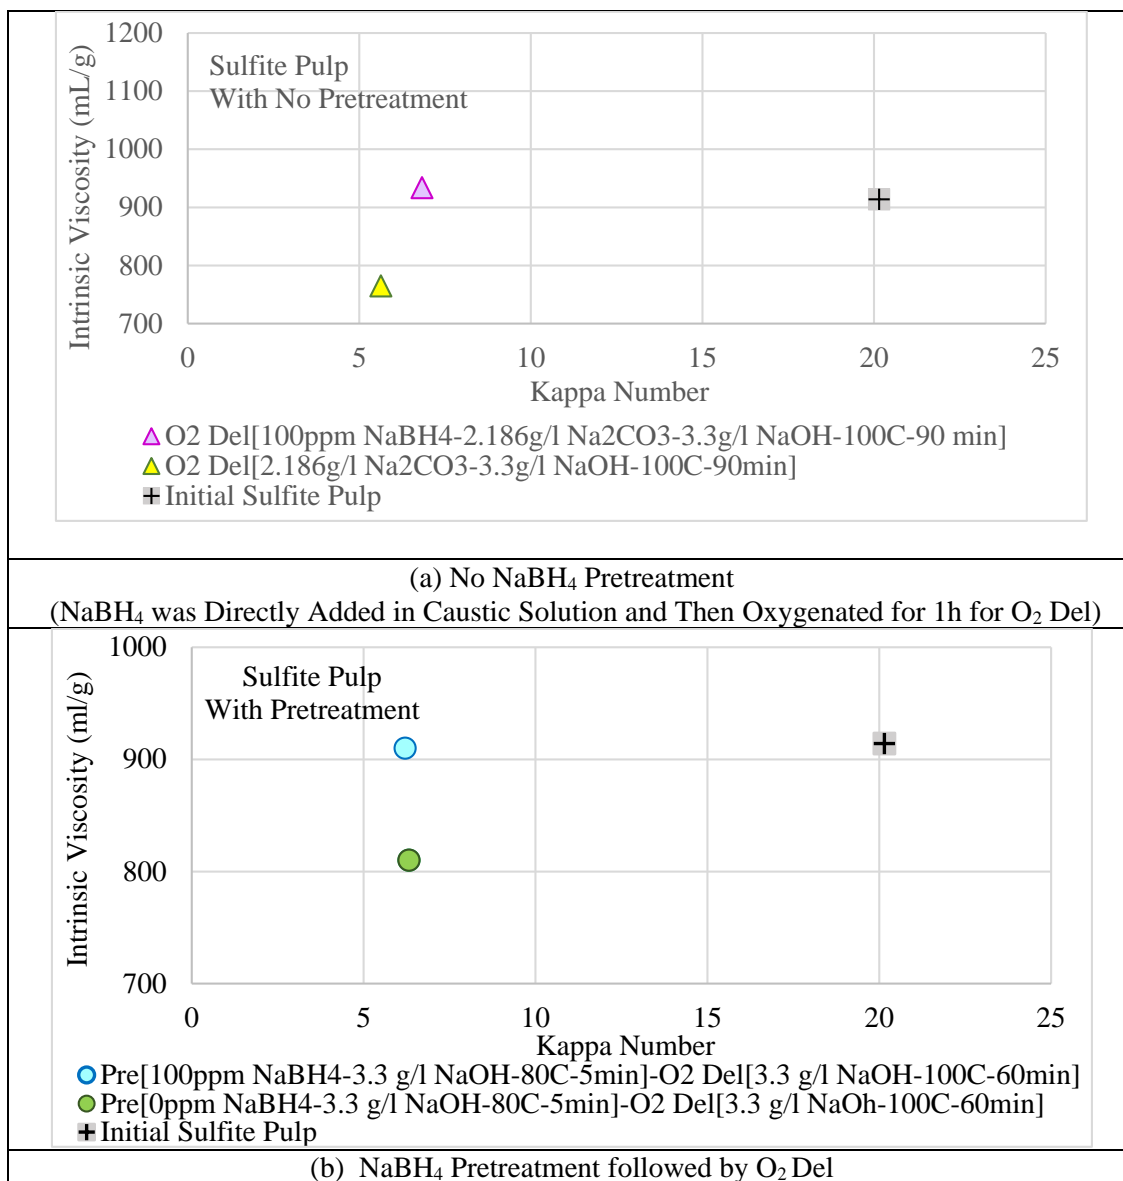 1200
1100
1000
900
800
700
Intrinsic Viscosity (mL/g)
Sulfite Pulp
With No Pretreatment
0 5 10 15 20 25
Kappa Number
O2 Del[100ppm NaBH4-2.186g/l Na2CO3-3.3g/l NaOH-100C-90 min]
O2 Del[2.186g/l Na2CO3-3.3g/l NaOH-100C-90min]
Initial Sulfite Pulp
(a) No NaBH₄ Pretreatment
(NaBH₄ was Directly Added in Caustic Solution and Then Oxygenated for 1h for O₂ Del)
1000
900
800
700
Intrinsic Viscosity (ml/g)
Sulfite Pulp
With Pretreatment
0 5 10 15 20 25
Kappa Number
Pre[100ppm NaBH4-3.3 g/l NaOH-80C-5min]-O2 Del[3.3 g/l NaOH-100C-60min]
Pre[0ppm NaBH4-3.3 g/l NaOH-80C-5min]-O2 Del[3.3 g/l NaOh-100C-60min]
Initial Sulfite Pulp
(b) NaBH₄ Pretreatment followed by O₂ Del